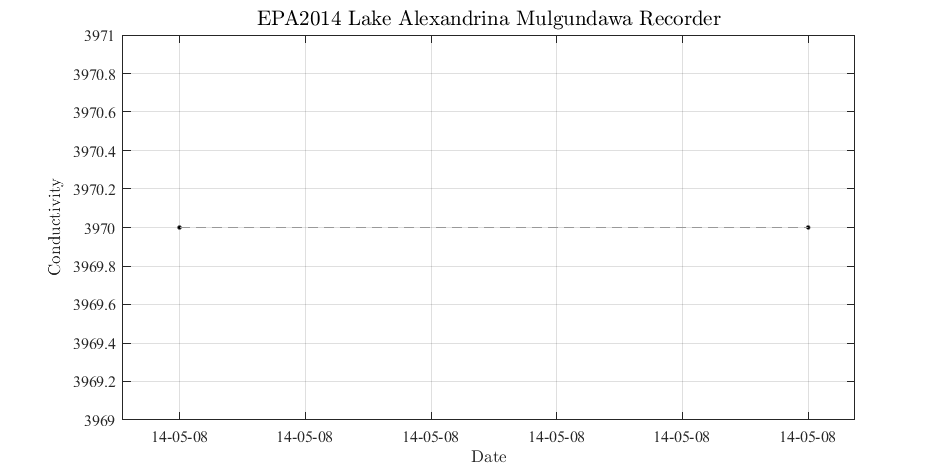 EPA2014 Lake Alexandrina Mulgundawa Recorder
3971
3970.8
3970.6
3970.4
3970.2
3970
3969.8
3969.6
3969.4
3969.2
3969
Conductivity
14-05-08 14-05-08 14-05-08 14-05-08 14-05-08 14-05-08
Date